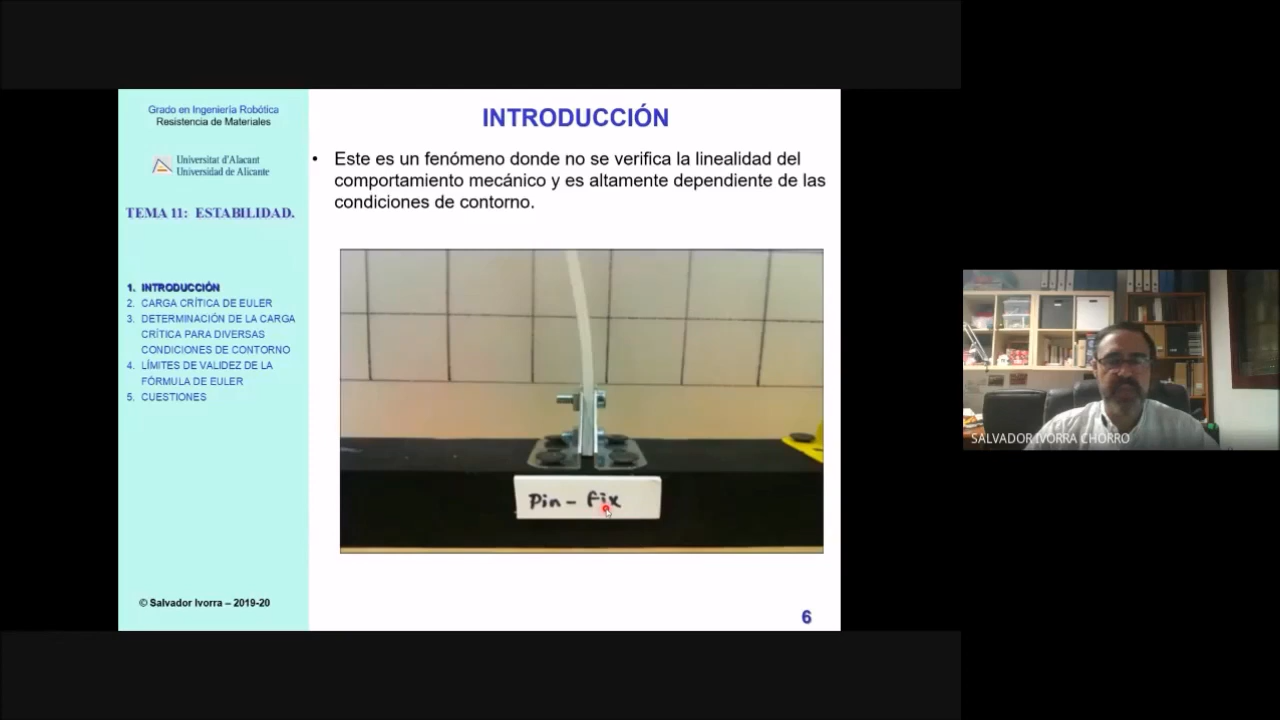 Grado en Ingeniería Robótica
Resistencia de Materiales
Universitat d'Alacant
Universidad de Alicante
TEMA 11: ESTABILIDAD.
1. INTRODUCCIÓN
2. CARGA CRÍTICA DE EULER
3. DETERMINACIÓN DE LA CARGA
CRÍTICA PARA DIVERSAS
CONDICIONES DE CONTORNO
4. LÍMITES DE VALIDEZ DE LA
FÓRMULA DE EULER
5. CUESTIONES
© Salvador Ivorra – 2019-20
INTRODUCCIÓN
• Este es un fenómeno donde no se verifica la linealidad del
comportamiento mecánico y es altamente dependiente de las
condiciones de contorno.
Pin - fix
6
SALVADOR IVORRA CHORRO